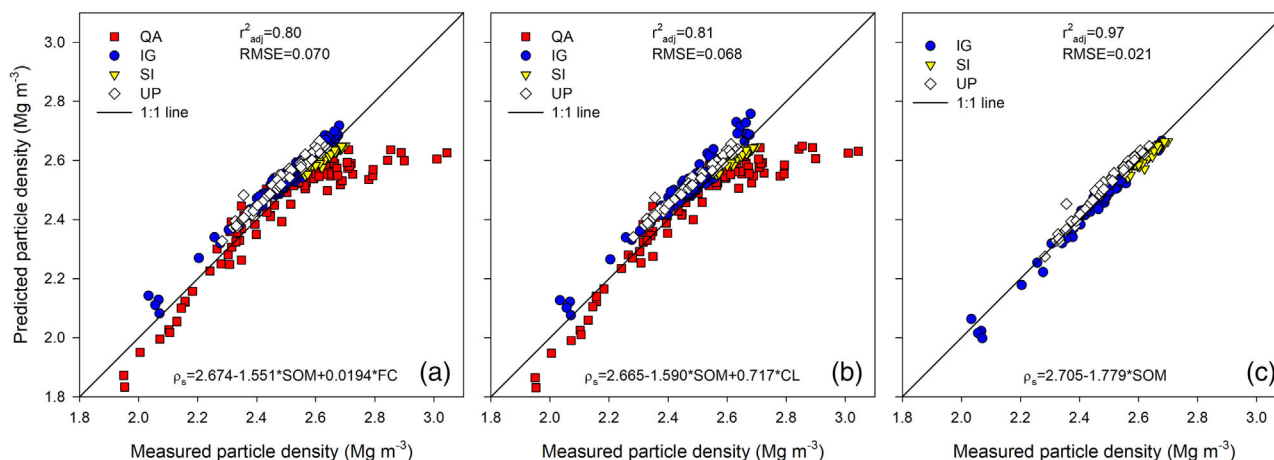 Predicted particle density (Mg m⁻³)
3.0
2.8
2.6
2.4
2.2
2.0
1.8
QA
IG
SI
UP
1:1 line
r²adj=0.80
RMSE=0.070
ρs=2.674-1.551*SOM+0.0194*FC
(a)
1.8 2.0 2.2 2.4 2.6 2.8 3.0
Measured particle density (Mg m⁻³)
QA
IG
SI
UP
1:1 line
r²adj=0.81
RMSE=0.068
ρs=2.665-1.590*SOM+0.717*CL
(b)
1.8 2.0 2.2 2.4 2.6 2.8 3.0
Measured particle density (Mg m⁻³)
IG
SI
UP
1:1 line
r²adj=0.97
RMSE=0.021
ρs=2.705-1.779*SOM
(c)
1.8 2.0 2.2 2.4 2.6 2.8 3.0
Measured particle density (Mg m⁻³)